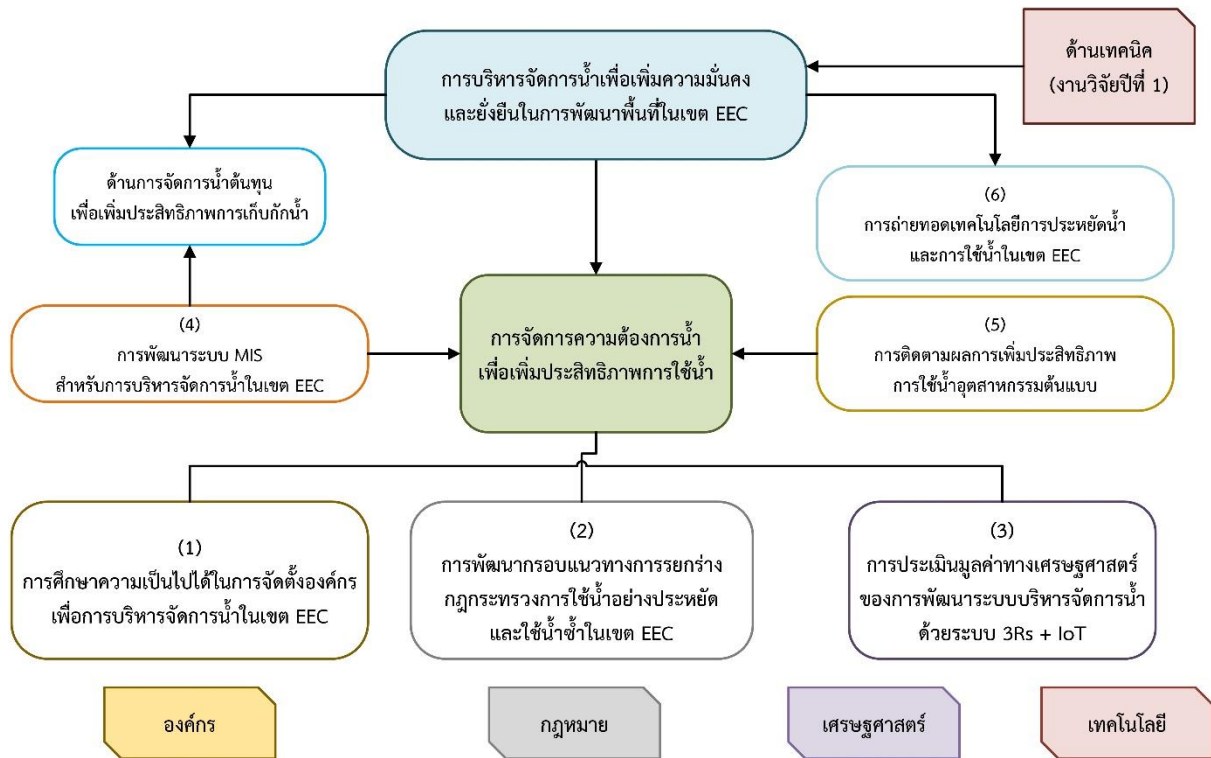 การบริหารจัดการน้ำเพื่อเพิ่มความมั่นคง
และยั่งยืนในการพัฒนาพื้นที่ในเขต EEC
ด้านเทคนิค
(งานวิจัยปีที่ 1)
ด้านการจัดการน้ำต้นทุน
เพื่อเพิ่มประสิทธิภาพการเก็บกักน้ำ
(6)
การถ่ายทอดเทคโนโลยีการประหยัดน้ำ
และการใช้น้ำในเขต EEC
(4)
การพัฒนาระบบ MIS
สำหรับการบริหารจัดการน้ำในเขต EEC
การจัดการความต้องการน้ำ
เพื่อเพิ่มประสิทธิภาพการใช้น้ำ
(5)
การติดตามผลการเพิ่มประสิทธิภาพ
การใช้น้ำอุตสาหกรรมต้นแบบ
(1)
การศึกษาความเป็นไปได้ในการจัดตั้งองค์กร
เพื่อการบริหารจัดการน้ำในเขต EEC
(2)
การพัฒนากรอบแนวทางการรยกร่าง
กฎกระทรวงการใช้น้ำอย่างประหยัด
และใช้น้ำซ้ำในเขต EEC
(3)
การประเมินมูลค่าทางเศรษฐศาสตร์
ของการพัฒนาระบบบริหารจัดการน้ำ
ด้วยระบบ 3Rs + IoT
องค์กร
กฎหมาย
เศรษฐศาสตร์
เทคโนโลยี